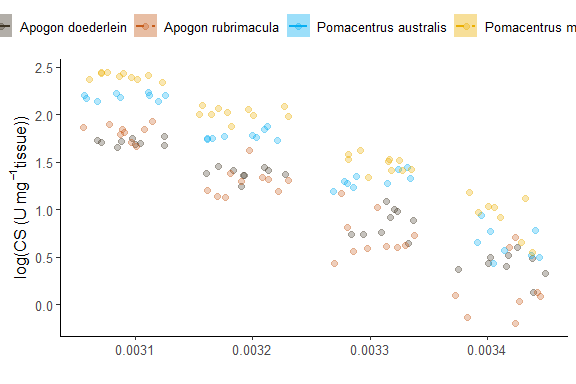 Apogon doederlein Apogon rubrimacula Pomacentrus australis Pomacentrus m
log(CS (U mg⁻¹tissue))
2.5
2.0
1.5
1.0
0.5
0.0
0.0031 0.0032 0.0033 0.0034